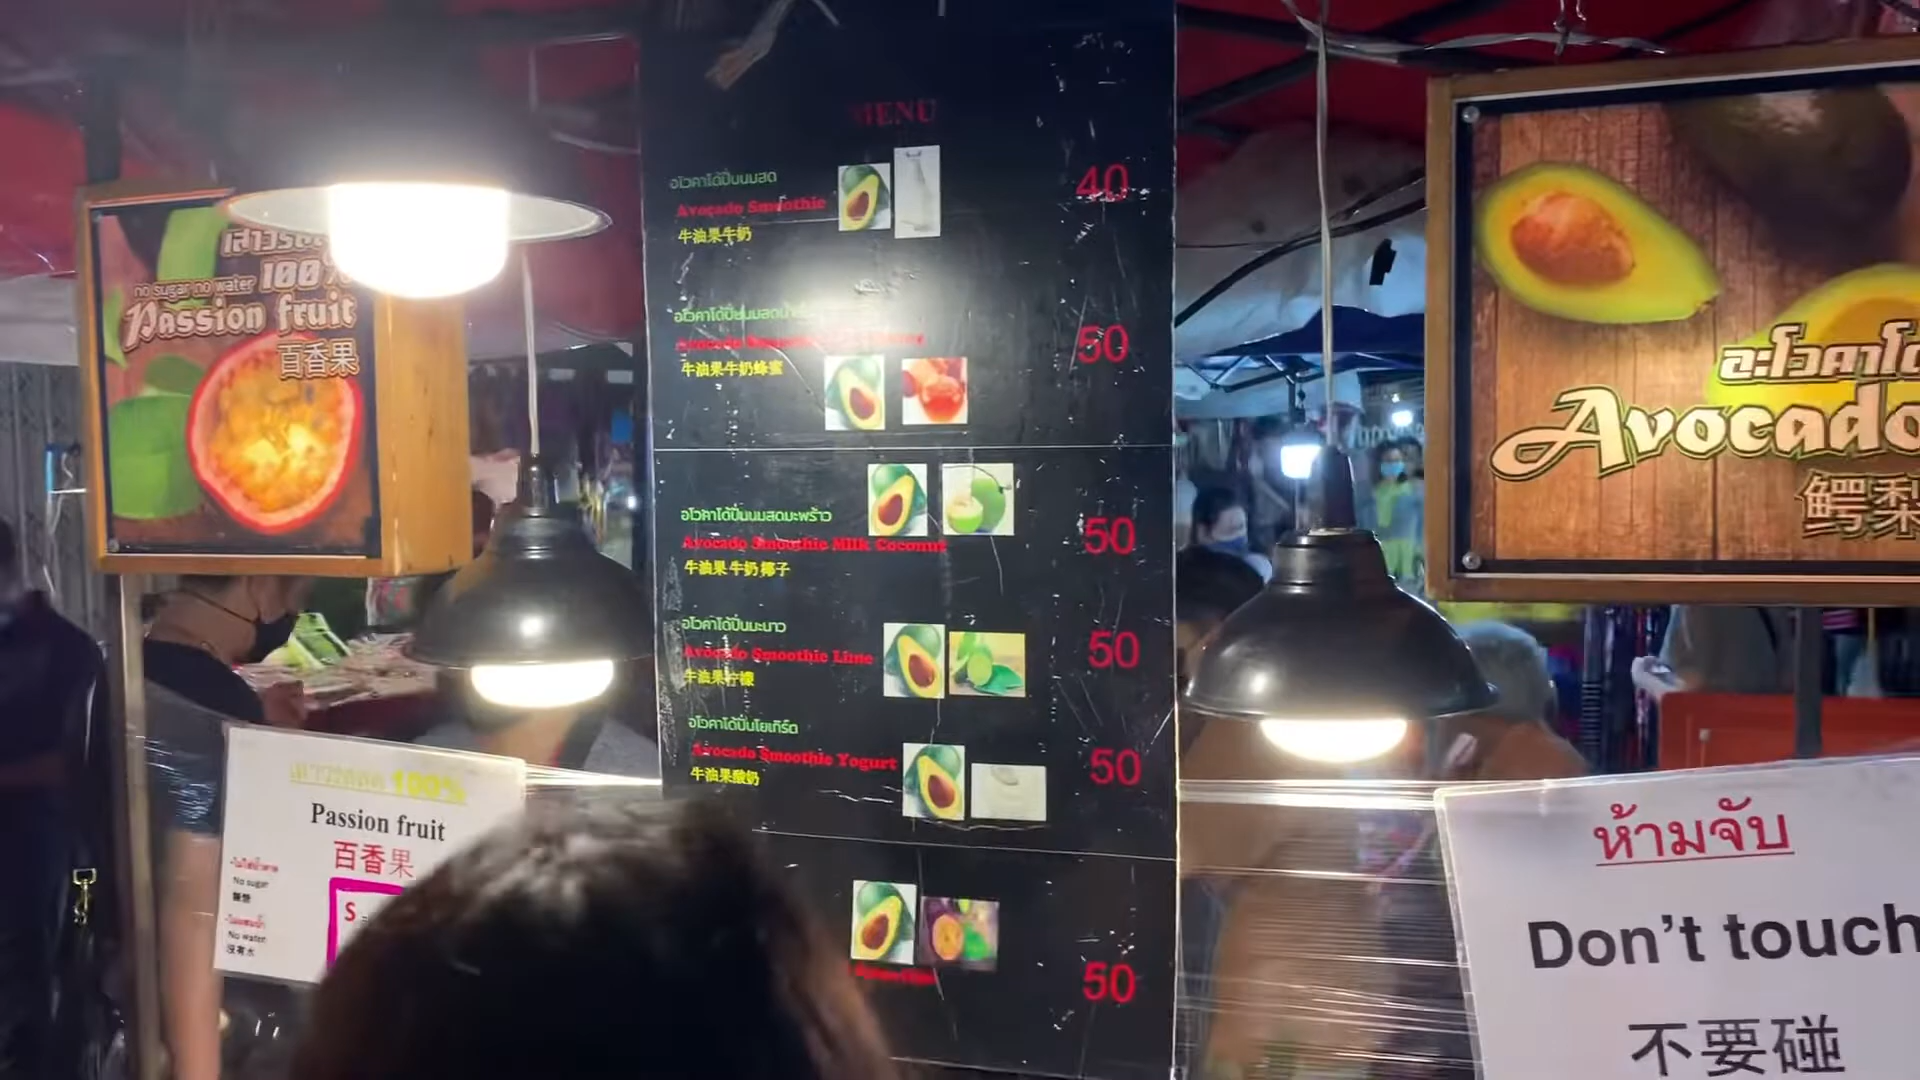 no sugar no water 100%
Passion fruit
百香果
MENU
อโวคาโด้ปั่นนมสด
Avocado Smoothie
牛油果牛奶
40
牛油果牛奶蜂蜜
50
อโวคาโด้ปั่นนมสดมะพร้าว
Avocado Smoothie Milk Coconut
牛油果牛奶椰子
50
อโวคาโด้ปั่นมะนาว
Avocado Smoothie Lime
牛油果柠檬
50
อโวคาโด้ปั่นโยเกิร์ต
Avocado Smoothie Yogurt
牛油果酸奶
50
50
Avocado
鳄梨
100%
Passion fruit
百香果
No sugar
No water
没有水
S
ห้ามจับ
Don't touch
不要碰